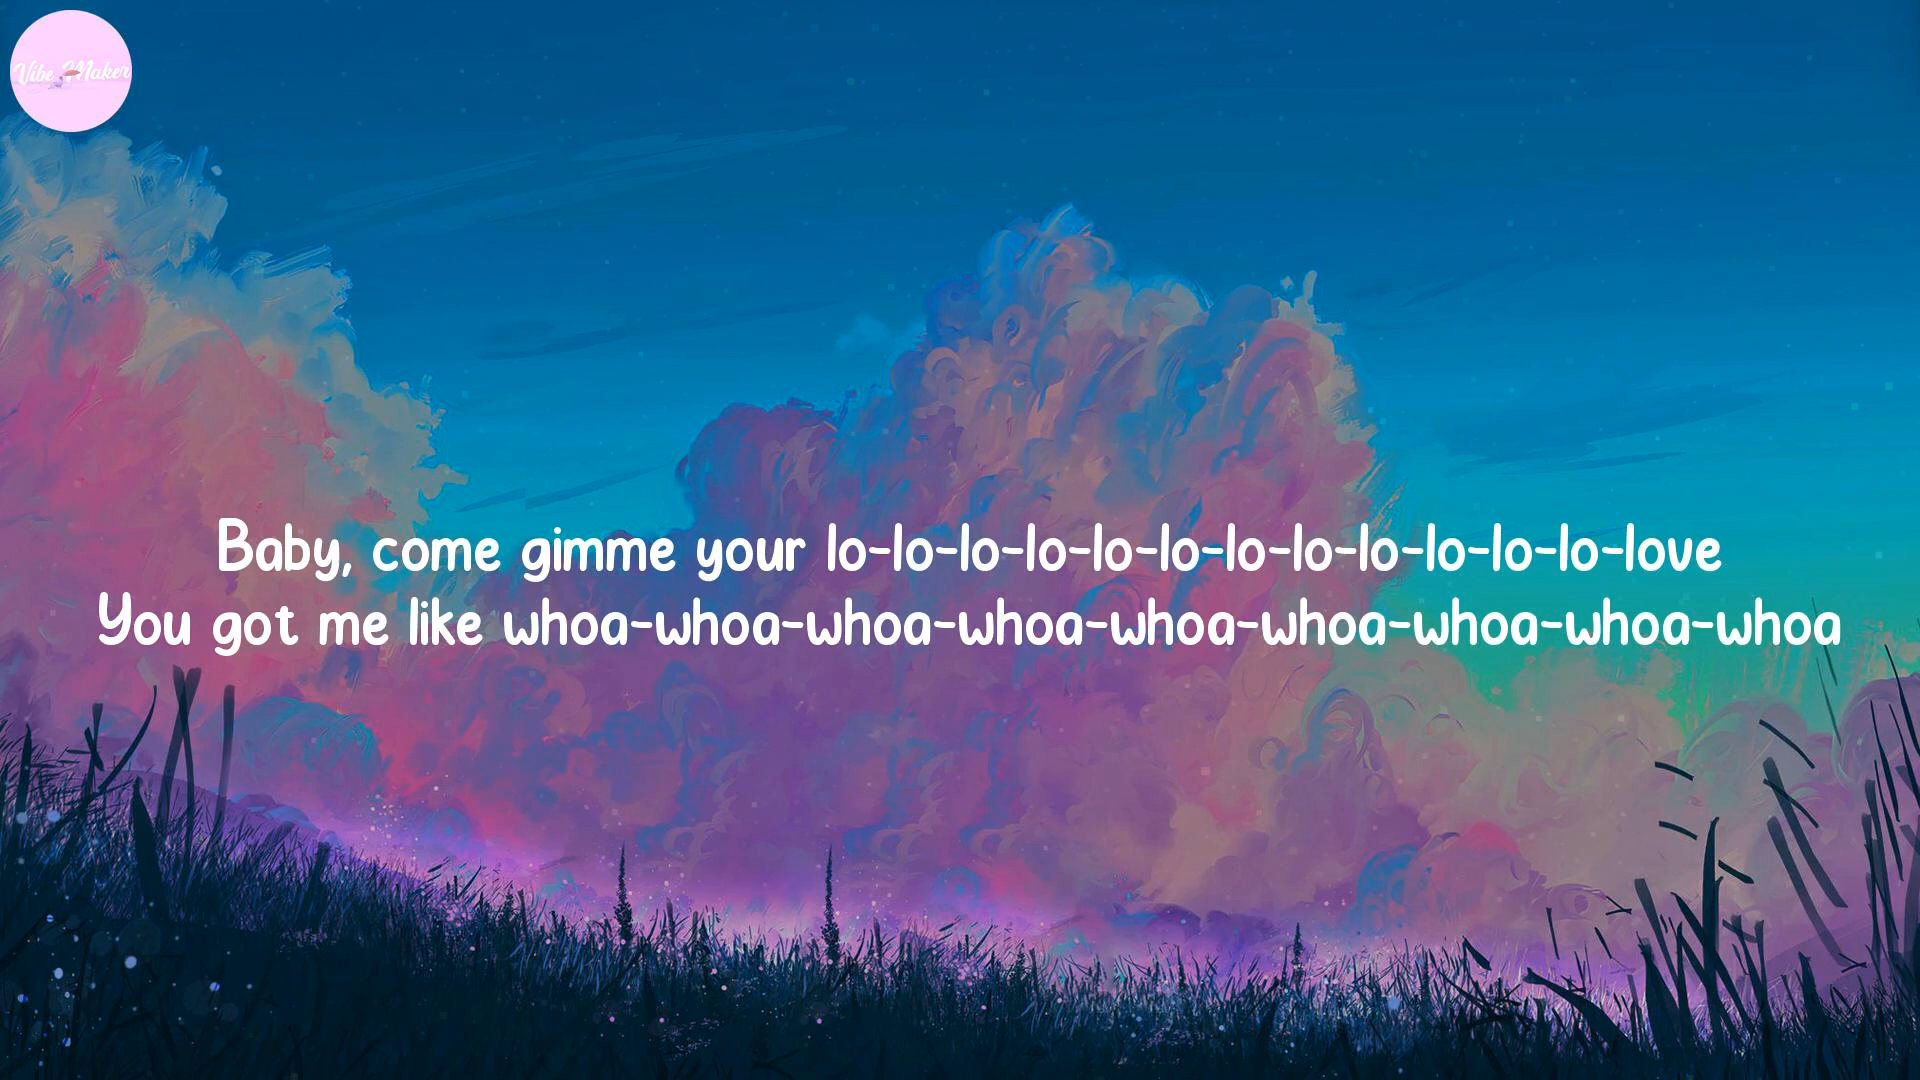 Vibe Maker
Baby, come gimme your lo-lo-lo-lo-lo-lo-lo-lo-lo-lo-lo-lo-love
You got me like whoa-whoa-whoa-whoa-whoa-whoa-whoa-whoa-whoa